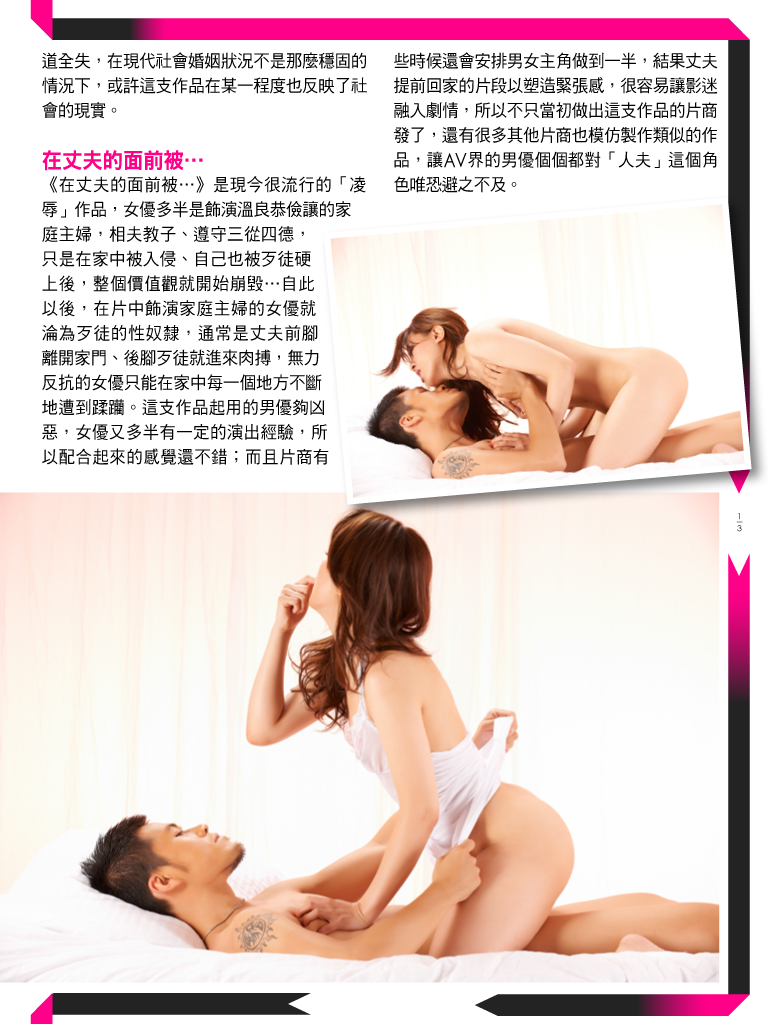 道全失，在現代社會婚姻狀況不是那麼穩固的
情況下，或許這支作品在某一程度也反映了社
會的現實。
在丈夫的面前被…
《在丈夫的面前被…》是現今很流行的「凌
辱」作品，女優多半是飾演溫良恭儉讓的家
庭主婦，相夫教子、遵守三從四德，
只是在家中被入侵、自己也被歹徒硬
上後，整個價值觀就開始崩毀…自此
以後，在片中飾演家庭主婦的女優就
淪為歹徒的性奴隸，通常是丈夫前腳
離開家門、後腳歹徒就進來肉搏，無力
反抗的女優只能在家中每一個地方不斷
地遭到蹂躪。這支作品起用的男優夠凶
惡，女優又多半有一定的演出經驗，所
以配合起來的感覺還不錯；而且片商有
些時候還會安排男女主角做到一半，結果丈夫
提前回家的片段以塑造緊張感，很容易讓影迷
融入劇情，所以不只當初做出這支作品的片商
發了，還有很多其他片商也模仿製作類似的作
品，讓AV界的男優個個都對「人夫」這個角
色唯恐避之不及。
1
3